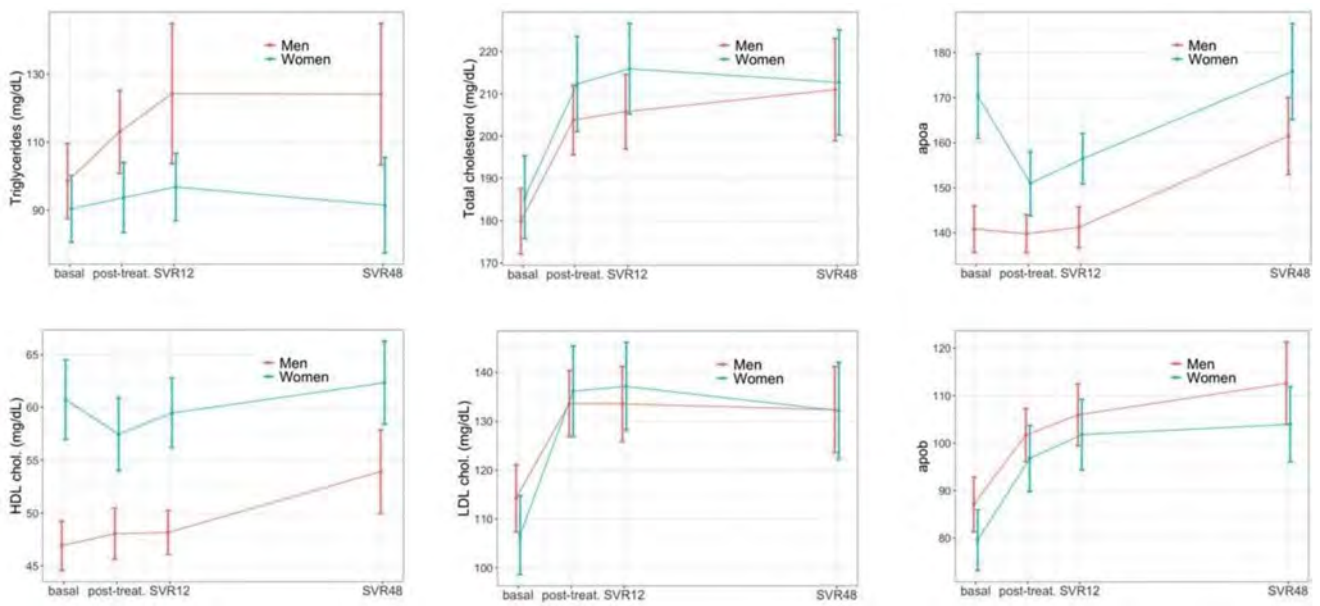 Triglycerides (mg/dL)
130
110
90
Men
Women
basal post-treat. SVR12 SVR48
Total cholesterol (mg/dL)
220
210
200
190
180
170
Men
Women
basal post-treat. SVR12 SVR48
apoa
180
170
160
150
140
Men
Women
basal post-treat. SVR12 SVR48
HDL chol. (mg/dL)
65
60
55
50
45
Men
Women
basal post-treat. SVR12 SVR48
LDL chol. (mg/dL)
140
130
120
110
100
Men
Women
basal post-treat. SVR12 SVR48
apob
120
110
100
90
80
Men
Women
basal post-treat. SVR12 SVR48